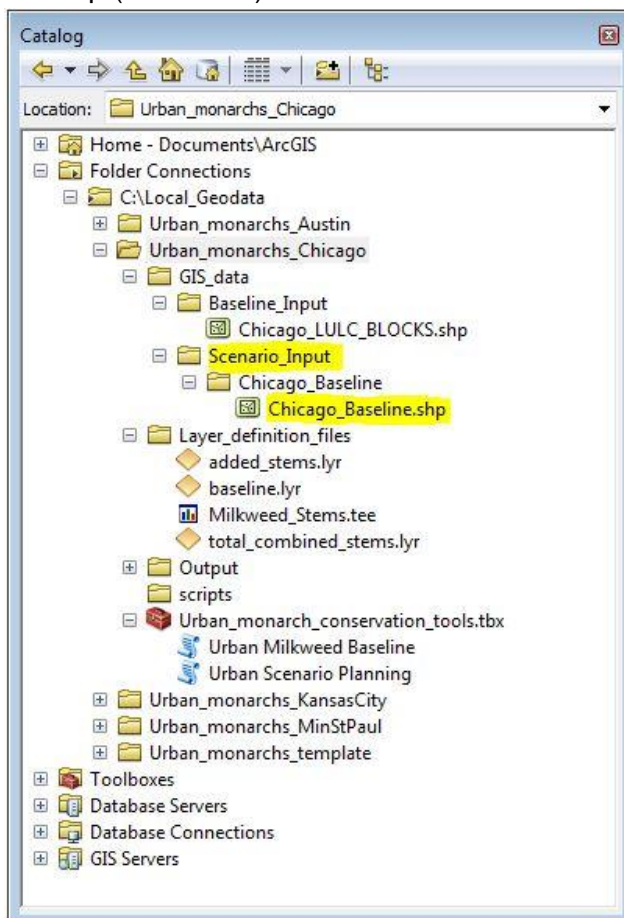 Catalog
Location: Urban_monarchs_Chicago
Home - Documents\ArcGIS
Folder Connections
C:\Local_Geodata
Urban_monarchs_Austin
Urban_monarchs_Chicago
GIS_data
Baseline_Input
Chicago_LULC_BLOCKS.shp
Scenario_Input
Chicago_Baseline
Chicago_Baseline.shp
Layer_definition_files
added_stems.lyr
baseline.lyr
Milkweed_Stems.tee
total_combined_stems.lyr
Output
scripts
Urban_monarch_conservation_tools.tbx
Urban Milkweed Baseline
Urban Scenario Planning
Urban_monarchs_KansasCity
Urban_monarchs_MinStPaul
Urban_monarchs_template
Toolboxes
Database Servers
Database Connections
GIS Servers